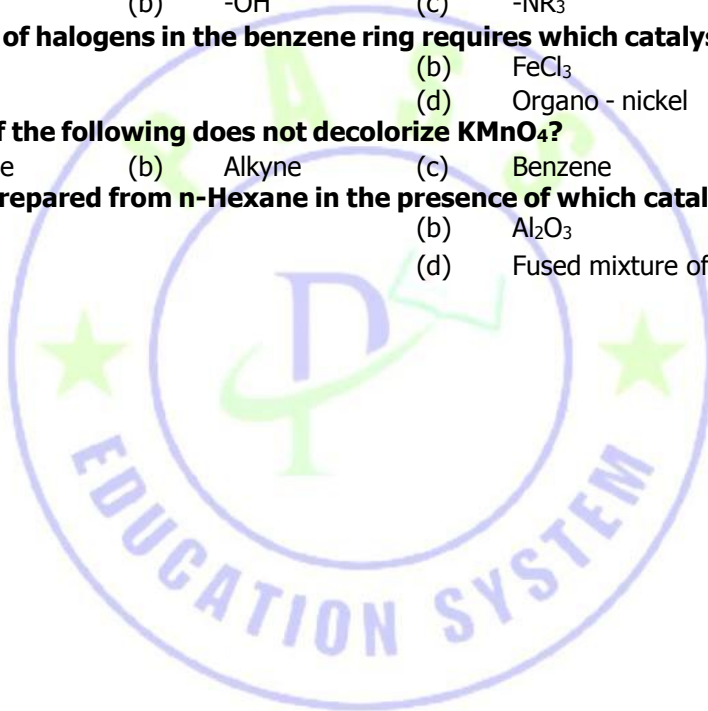 (b) -OH (c) -NR₃
of halogens in the benzene ring requires which catalys
(b) FeCl₃
(d) Organo - nickel
f the following does not decolorize KMnO₄?
e (b) Alkyne (c) Benzene
repared from n-Hexane in the presence of which catal
(b) Al₂O₃
(d) Fused mixture of
P A S S
EDUCATION SYSTEM